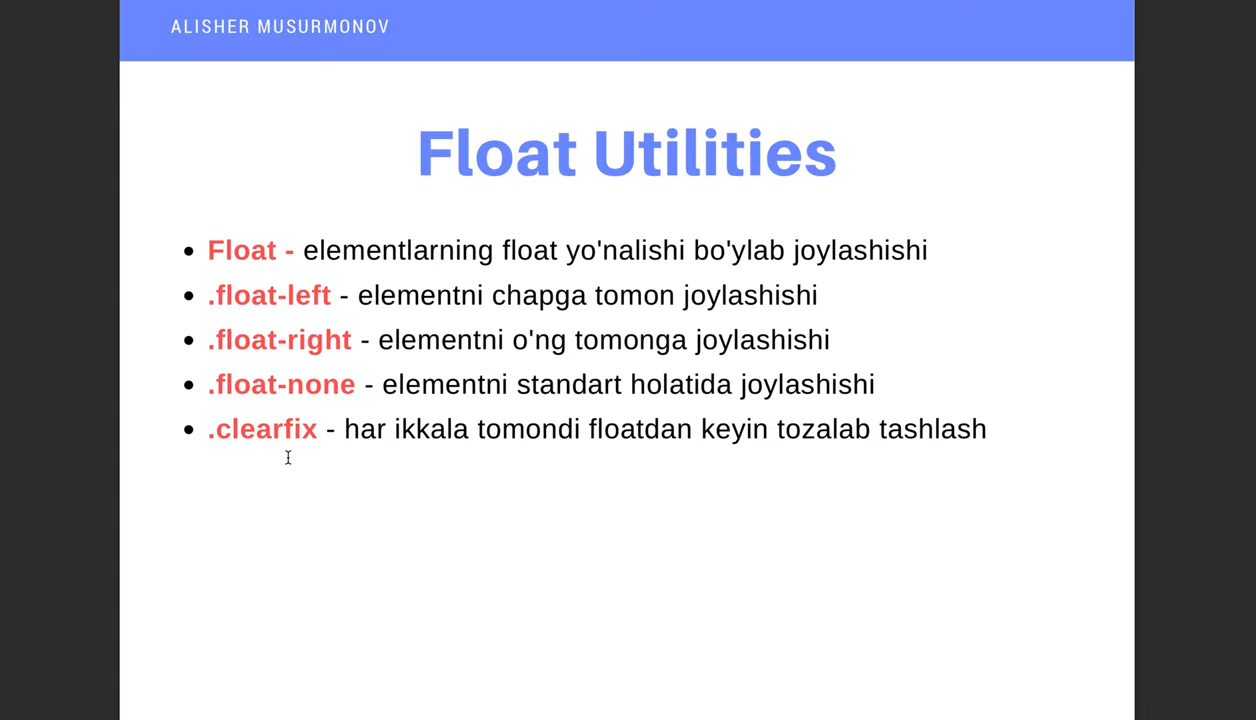 ALISHER MUSURMONOV
Float Utilities
• Float - elementlarning float yo'nalishi bo'ylab joylashishi
• .float-left - elementni chapga tomon joylashishi
• .float-right - elementni o'ng tomonga joylashishi
• .float-none - elementni standart holatida joylashishi
• .clearfix - har ikkala tomondi floatdan keyin tozalab tashlash